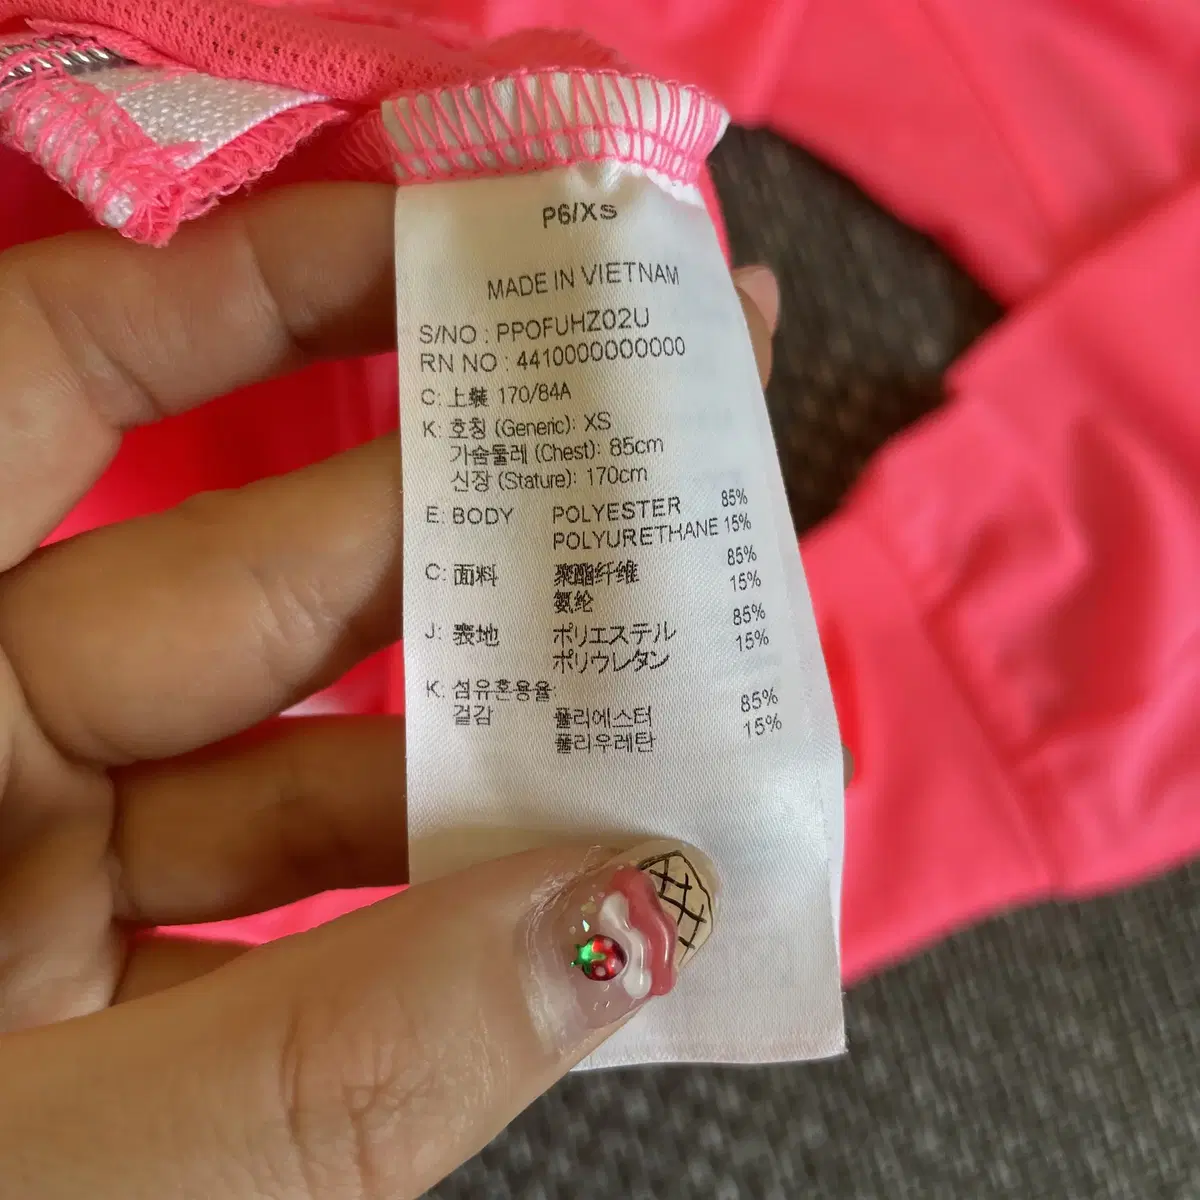 P6/XS
MADE IN VIETNAM
S/NO : PPOFUHZ02U
RN NO : 4410000000000
C: 上裝 170/84A
K: 호칭 (Generic): XS
가슴둘레 (Chest): 85cm
신장 (Stature): 170cm
E: BODY POLYESTER 85%
POLYURETHANE 15%
C: 面料 聚酯纤维 85%
氨纶 15%
J: 表地 ポリエステル 85%
ポリウレタン 15%
K: 섬유혼용율
겉감 폴리에스터 85%
폴리우레탄 15%